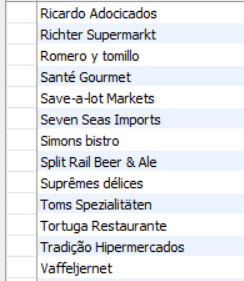 Ricardo Adocicados
Richter Supermarkt
Romero y tomillo
Santé Gourmet
Save-a-lot Markets
Seven Seas Imports
Simons bistro
Split Rail Beer & Ale
Suprêmes délices
Toms Spezialitäten
Tortuga Restaurante
Tradição Hipermercados
Vaffeljernet